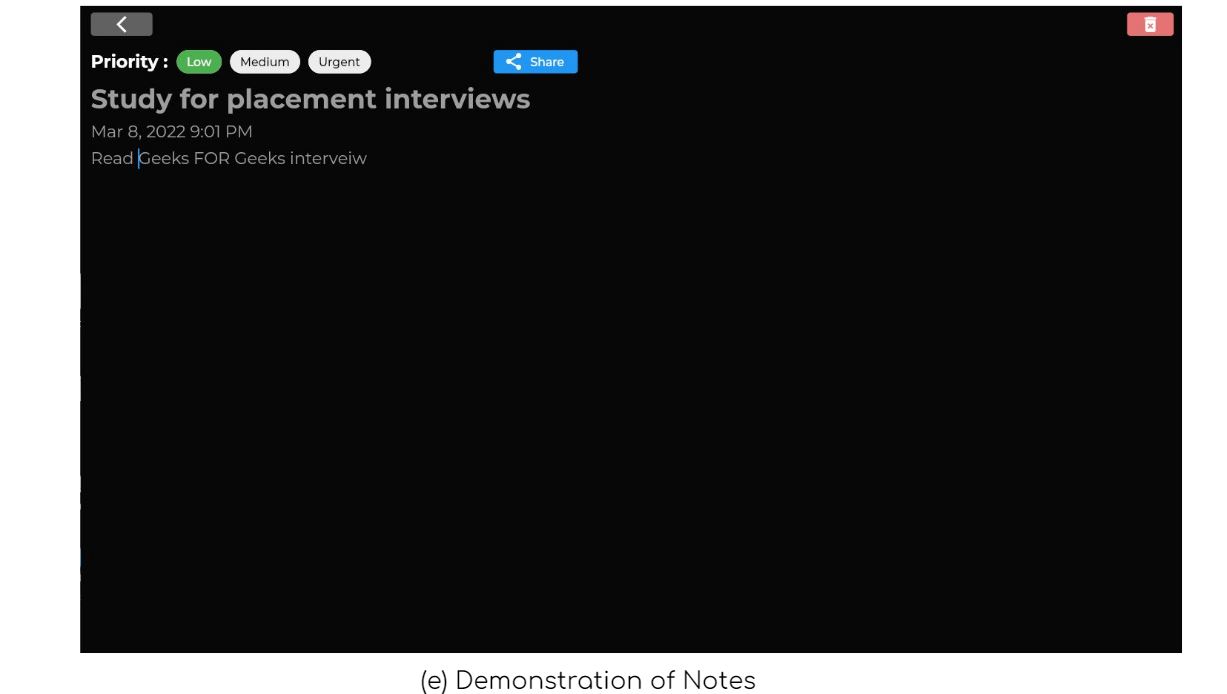 Priority : Low Medium Urgent Share
Study for placement interviews
Mar 8, 2022 9:01 PM
Read Geeks FOR Geeks interveiw
(e) Demonstration of Notes